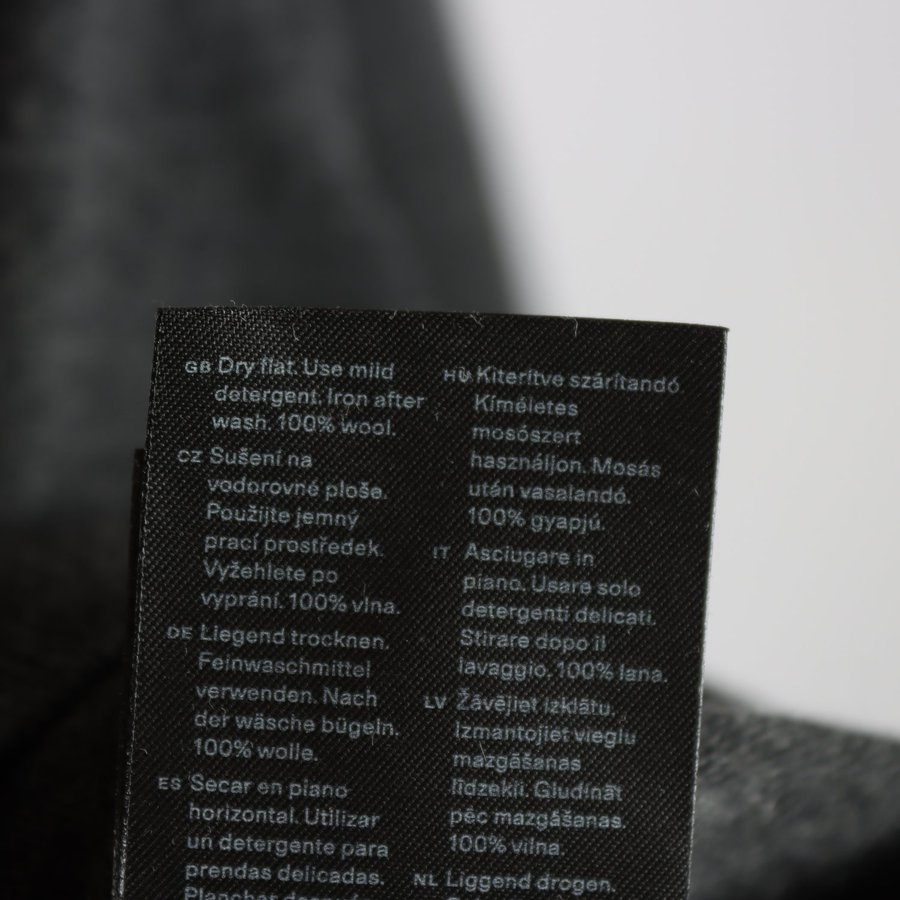 GB Dry flat. Use mild
detergent. Iron after
wash. 100% wool.
CZ Sušení na
vodorovné ploše.
Použijte jemný
prací prostředek.
Vyžehlete po
vyprání. 100% vlna.
DE Liegend trocknen.
Feinwaschmittel
verwenden. Nach
der wäsche bügeln.
100% wolle.
ES Secar en piano
horizontal. Utilizar
un detergente para
prendas delicadas.
Planchar después
HU Kiterítve szárítandó
Kíméletes
mosószert
használjon. Mosás
után vasalandó.
100% gyapjú.
IT Asciugare in
piano. Usare solo
detergenti delicati.
Stirare dopo il
lavaggio. 100% lana.
LV Žāvējiet izklātu.
Izmantojiet vieglu
mazgāšanas
līdzekli. Gludināt
pēc mazgāšanas.
100% vilna.
NL Liggend drogen.